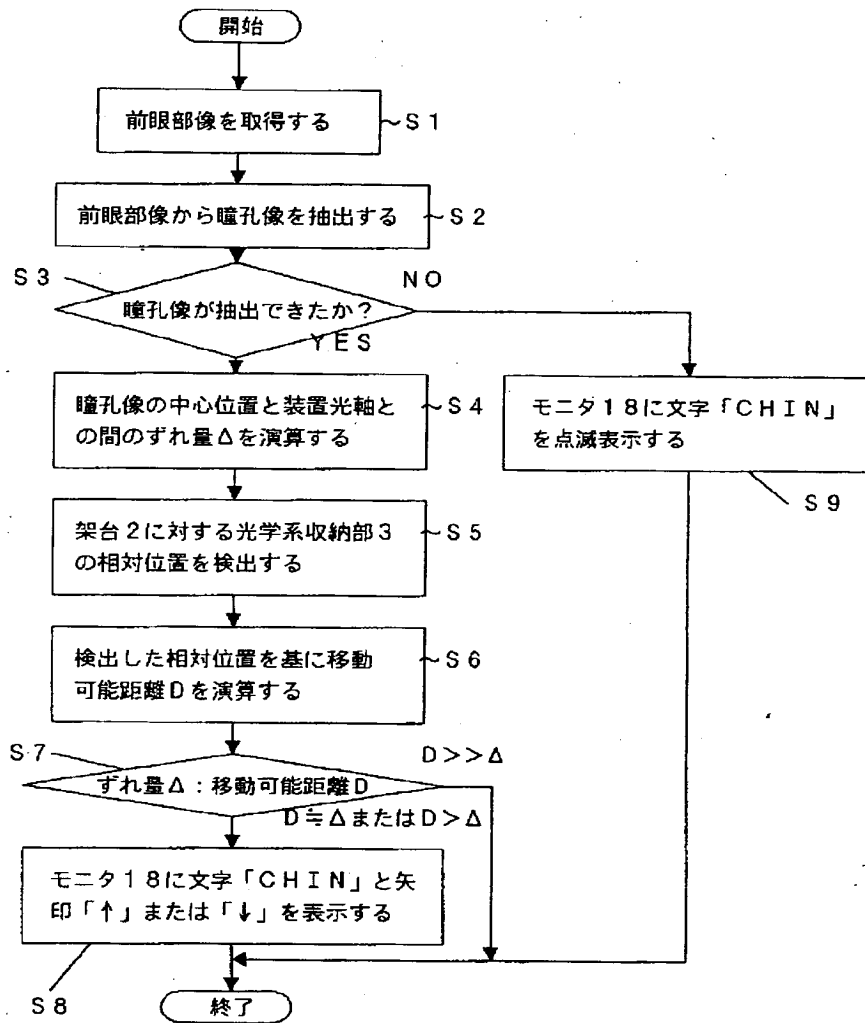 開始
前眼部像を取得する
～S1
前眼部像から瞳孔像を抽出する
～S2
S3
NO
瞳孔像が抽出できたか？
YES
瞳孔像の中心位置と装置光軸と
の間のずれ量Δを演算する
～S4
モニタ18に文字「CHIN」
を点滅表示する
S9
架台2に対する光学系収納部3
の相対位置を検出する
～S5
検出した相対位置を基に移動
可能距離Dを演算する
～S6
S7
D>>Δ
ずれ量Δ：移動可能距離D
D≒ΔまたはD>Δ
モニタ18に文字「CHIN」と矢
印「↑」または「↓」を表示する
S8
終了